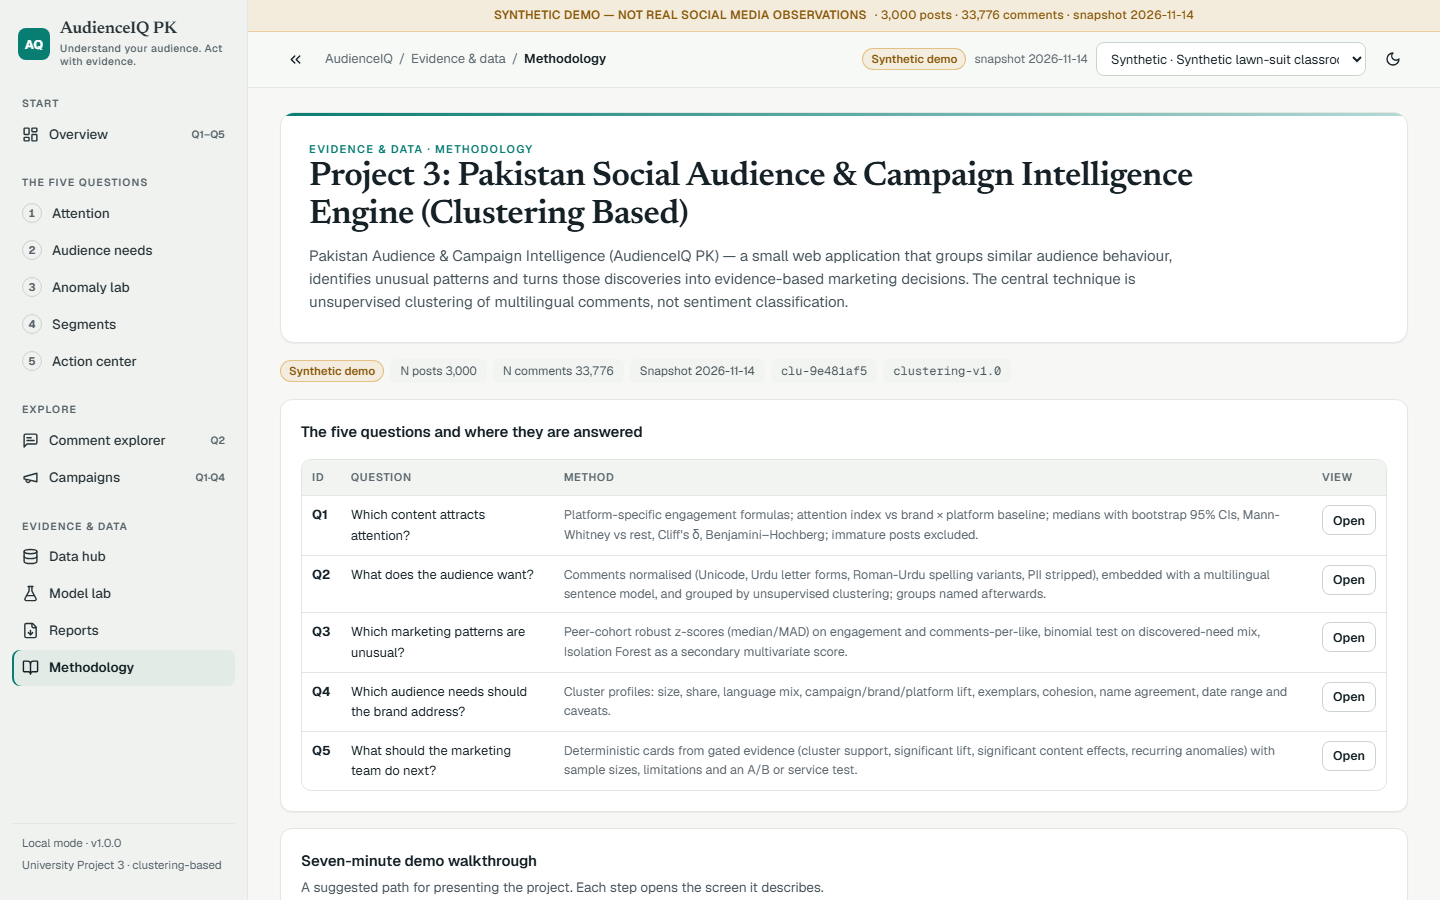 AQ
AudienceIQ PK
Understand your audience. Act
with evidence.
START
Overview Q1–Q5
THE FIVE QUESTIONS
1 Attention
2 Audience needs
3 Anomaly lab
4 Segments
5 Action center
EXPLORE
Comment explorer Q2
Campaigns Q1-Q4
EVIDENCE & DATA
Data hub
Model lab
Reports
Methodology
Local mode · v1.0.0
University Project 3 · clustering-based
SYNTHETIC DEMO — NOT REAL SOCIAL MEDIA OBSERVATIONS · 3,000 posts · 33,776 comments · snapshot 2026-11-14
AudienceIQ / Evidence & data / Methodology
Synthetic demo snapshot 2026-11-14 Synthetic · Synthetic lawn-suit classroo
EVIDENCE & DATA · METHODOLOGY
Project 3: Pakistan Social Audience & Campaign Intelligence
Engine (Clustering Based)
Pakistan Audience & Campaign Intelligence (AudienceIQ PK) — a small web application that groups similar audience behaviour,
identifies unusual patterns and turns those discoveries into evidence-based marketing decisions. The central technique is
unsupervised clustering of multilingual comments, not sentiment classification.
Synthetic demo N posts 3,000 N comments 33,776 Snapshot 2026-11-14 clu-9e481af5 clustering-v1.0
The five questions and where they are answered
ID QUESTION METHOD VIEW
Q1 Which content attracts attention? Platform-specific engagement formulas; attention index vs brand × platform baseline; medians with bootstrap 95% CIs, Mann-
Whitney vs rest, Cliff's δ, Benjamini–Hochberg; immature posts excluded. Open
Q2 What does the audience want? Comments normalised (Unicode, Urdu letter forms, Roman-Urdu spelling variants, PII stripped), embedded with a multilingual
sentence model, and grouped by unsupervised clustering; groups named afterwards. Open
Q3 Which marketing patterns are unusual? Peer-cohort robust z-scores (median/MAD) on engagement and comments-per-like, binomial test on discovered-need mix,
Isolation Forest as a secondary multivariate score. Open
Q4 Which audience needs should the brand address? Cluster profiles: size, share, language mix, campaign/brand/platform lift, exemplars, cohesion, name agreement, date range and
caveats. Open
Q5 What should the marketing team do next? Deterministic cards from gated evidence (cluster support, significant lift, significant content effects, recurring anomalies) with
sample sizes, limitations and an A/B or service test. Open
Seven-minute demo walkthrough
A suggested path for presenting the project. Each step opens the screen it describes.